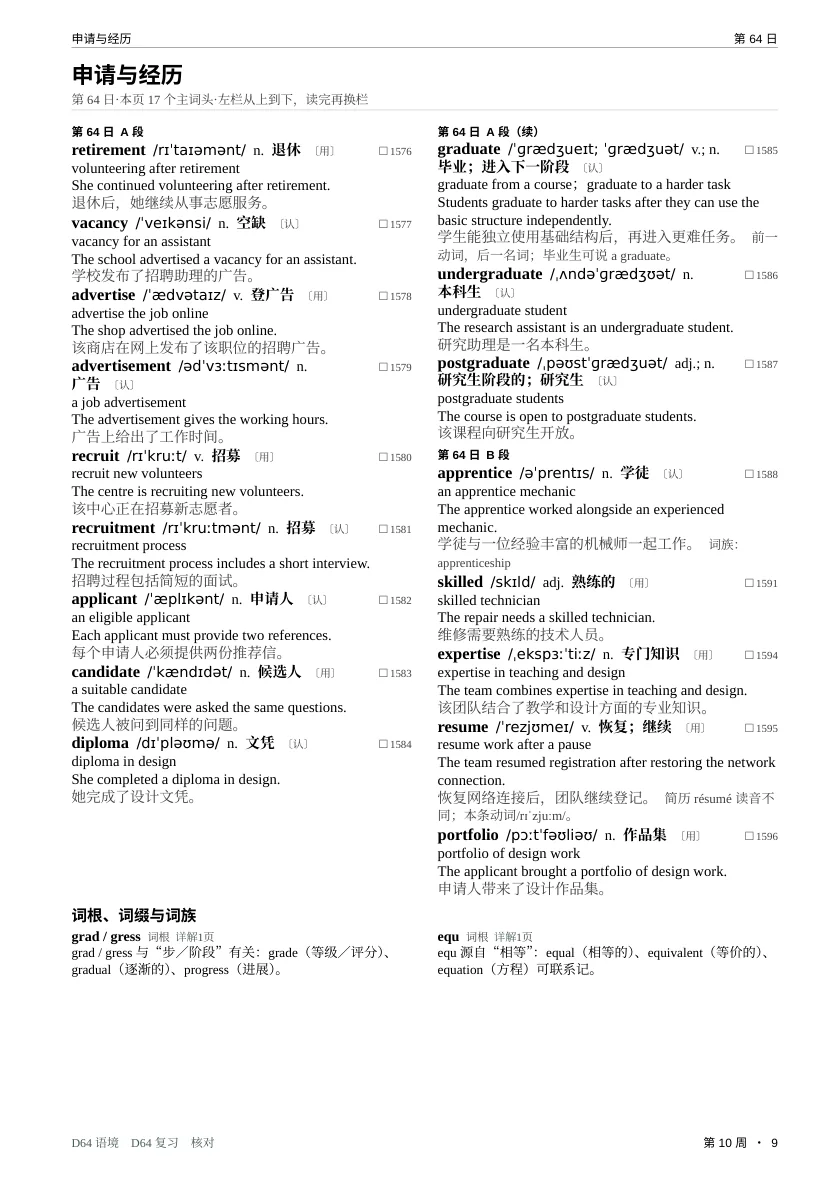 申请与经历
第 64 日
申请与经历
第 64 日·本页 17 个主词头·左栏从上到下，读完再换栏
第 64 日 A 段
retirement /rɪˈtaɪəmənt/ n. 退休 〔用〕 □ 1576
volunteering after retirement
She continued volunteering after retirement.
退休后，她继续从事志愿服务。
vacancy /ˈveɪkənsi/ n. 空缺 〔认〕 □ 1577
vacancy for an assistant
The school advertised a vacancy for an assistant.
学校发布了招聘助理的广告。
advertise /ˈædvətaɪz/ v. 登广告 〔用〕 □ 1578
advertise the job online
The shop advertised the job online.
该商店在网上发布了该职位的招聘广告。
advertisement /ədˈvɜːtɪsmənt/ n. □ 1579
广告 〔认〕
a job advertisement
The advertisement gives the working hours.
广告上给出了工作时间。
recruit /rɪˈkruːt/ v. 招募 〔用〕 □ 1580
recruit new volunteers
The centre is recruiting new volunteers.
该中心正在招募新志愿者。
recruitment /rɪˈkruːtmənt/ n. 招募 〔认〕 □ 1581
recruitment process
The recruitment process includes a short interview.
招聘过程包括简短的面试。
applicant /ˈæplɪkənt/ n. 申请人 〔认〕 □ 1582
an eligible applicant
Each applicant must provide two references.
每个申请人必须提供两份推荐信。
candidate /ˈkændɪdət/ n. 候选人 〔用〕 □ 1583
a suitable candidate
The candidates were asked the same questions.
候选人被问到同样的问题。
diploma /dɪˈpləʊmə/ n. 文凭 〔认〕 □ 1584
diploma in design
She completed a diploma in design.
她完成了设计文凭。
第 64 日 A 段（续）
graduate /ˈɡrædʒueɪt; ˈɡrædʒuət/ v.; n. □ 1585
毕业；进入下一阶段 〔认〕
graduate from a course；graduate to a harder task
Students graduate to harder tasks after they can use the
basic structure independently.
学生能独立使用基础结构后，再进入更难任务。 前一
动词，后一名词；毕业生可说 a graduate。
undergraduate /ˌʌndəˈɡrædʒʊət/ n. □ 1586
本科生 〔认〕
undergraduate student
The research assistant is an undergraduate student.
研究助理是一名本科生。
postgraduate /ˌpəʊstˈɡrædʒuət/ adj.; n. □ 1587
研究生阶段的；研究生 〔认〕
postgraduate students
The course is open to postgraduate students.
该课程向研究生开放。
第 64 日 B 段
apprentice /əˈprentɪs/ n. 学徒 〔认〕 □ 1588
an apprentice mechanic
The apprentice worked alongside an experienced
mechanic.
学徒与一位经验丰富的机械师一起工作。 词族：
apprenticeship
skilled /skɪld/ adj. 熟练的 〔用〕 □ 1591
skilled technician
The repair needs a skilled technician.
维修需要熟练的技术人员。
expertise /ˌekspɜːˈtiːz/ n. 专门知识 〔用〕 □ 1594
expertise in teaching and design
The team combines expertise in teaching and design.
该团队结合了教学和设计方面的专业知识。
resume /ˈrezjʊmeɪ/ v. 恢复；继续 〔用〕 □ 1595
resume work after a pause
The team resumed registration after restoring the network
connection.
恢复网络连接后，团队继续登记。 简历 résumé 读音不
同；本条动词/rɪˈzjuːm/。
portfolio /pɔːtˈfəʊliəʊ/ n. 作品集 〔用〕 □ 1596
portfolio of design work
The applicant brought a portfolio of design work.
申请人带来了设计作品集。
词根、词缀与词族
grad / gress 词根 详解1页
grad / gress 与“步／阶段”有关：grade（等级／评分）、
gradual（逐渐的）、progress（进展）。
equ 词根 详解1页
equ 源自“相等”：equal（相等的）、equivalent（等价的）、
equation（方程）可联系记。
D64 语境 D64 复习 核对
第 10 周 · 9